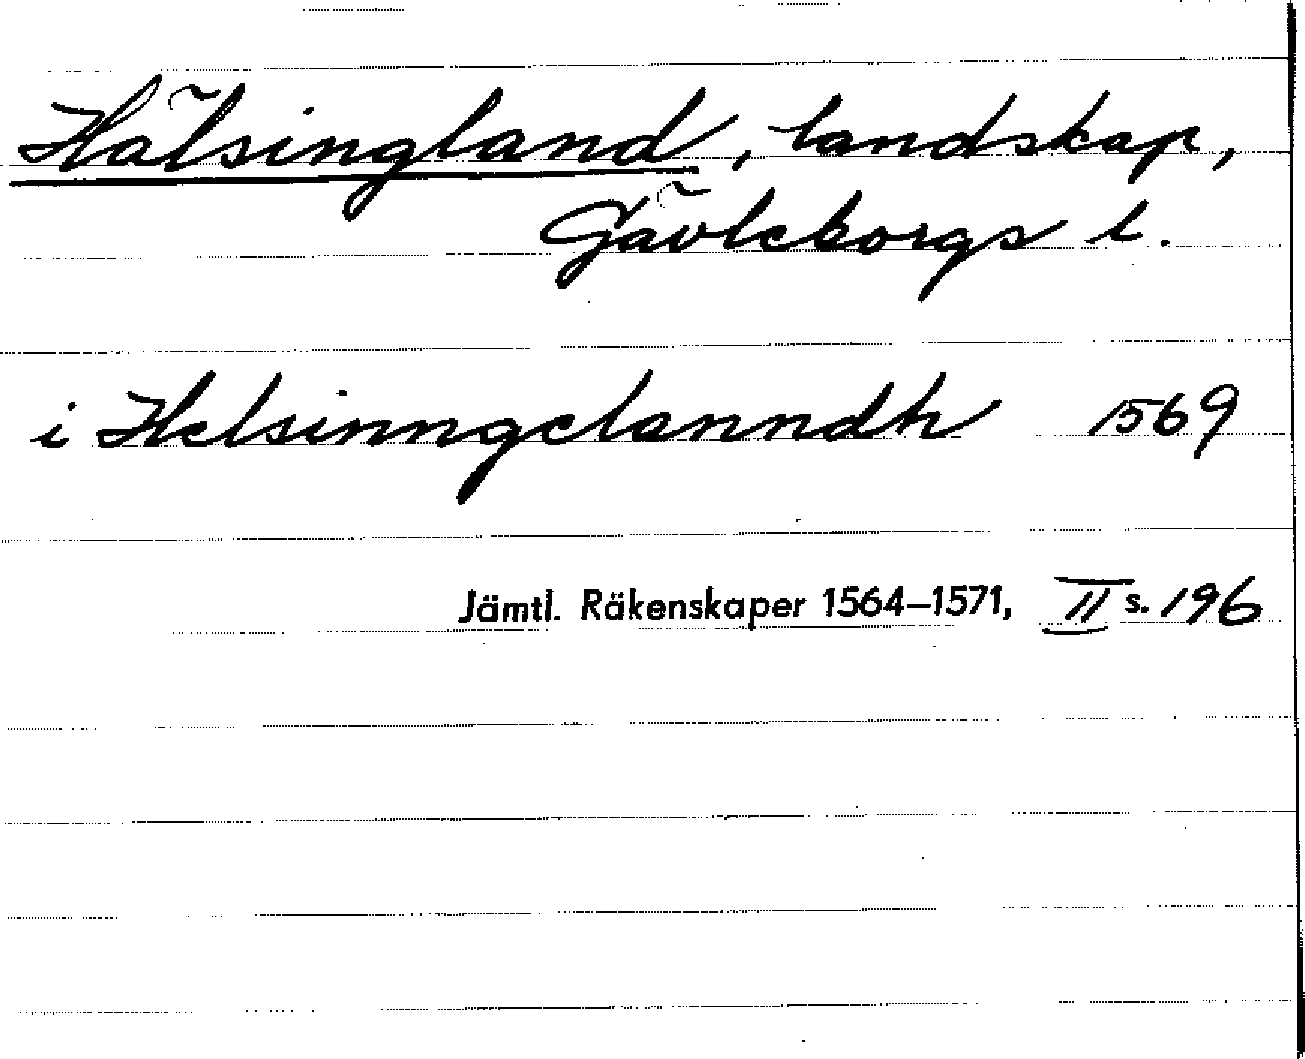 Hälsingland, landskap,
Gävleborgs l.
i Helsinngelanndh 1569
Jämtl. Räkenskaper 1564–1571, II s. 196